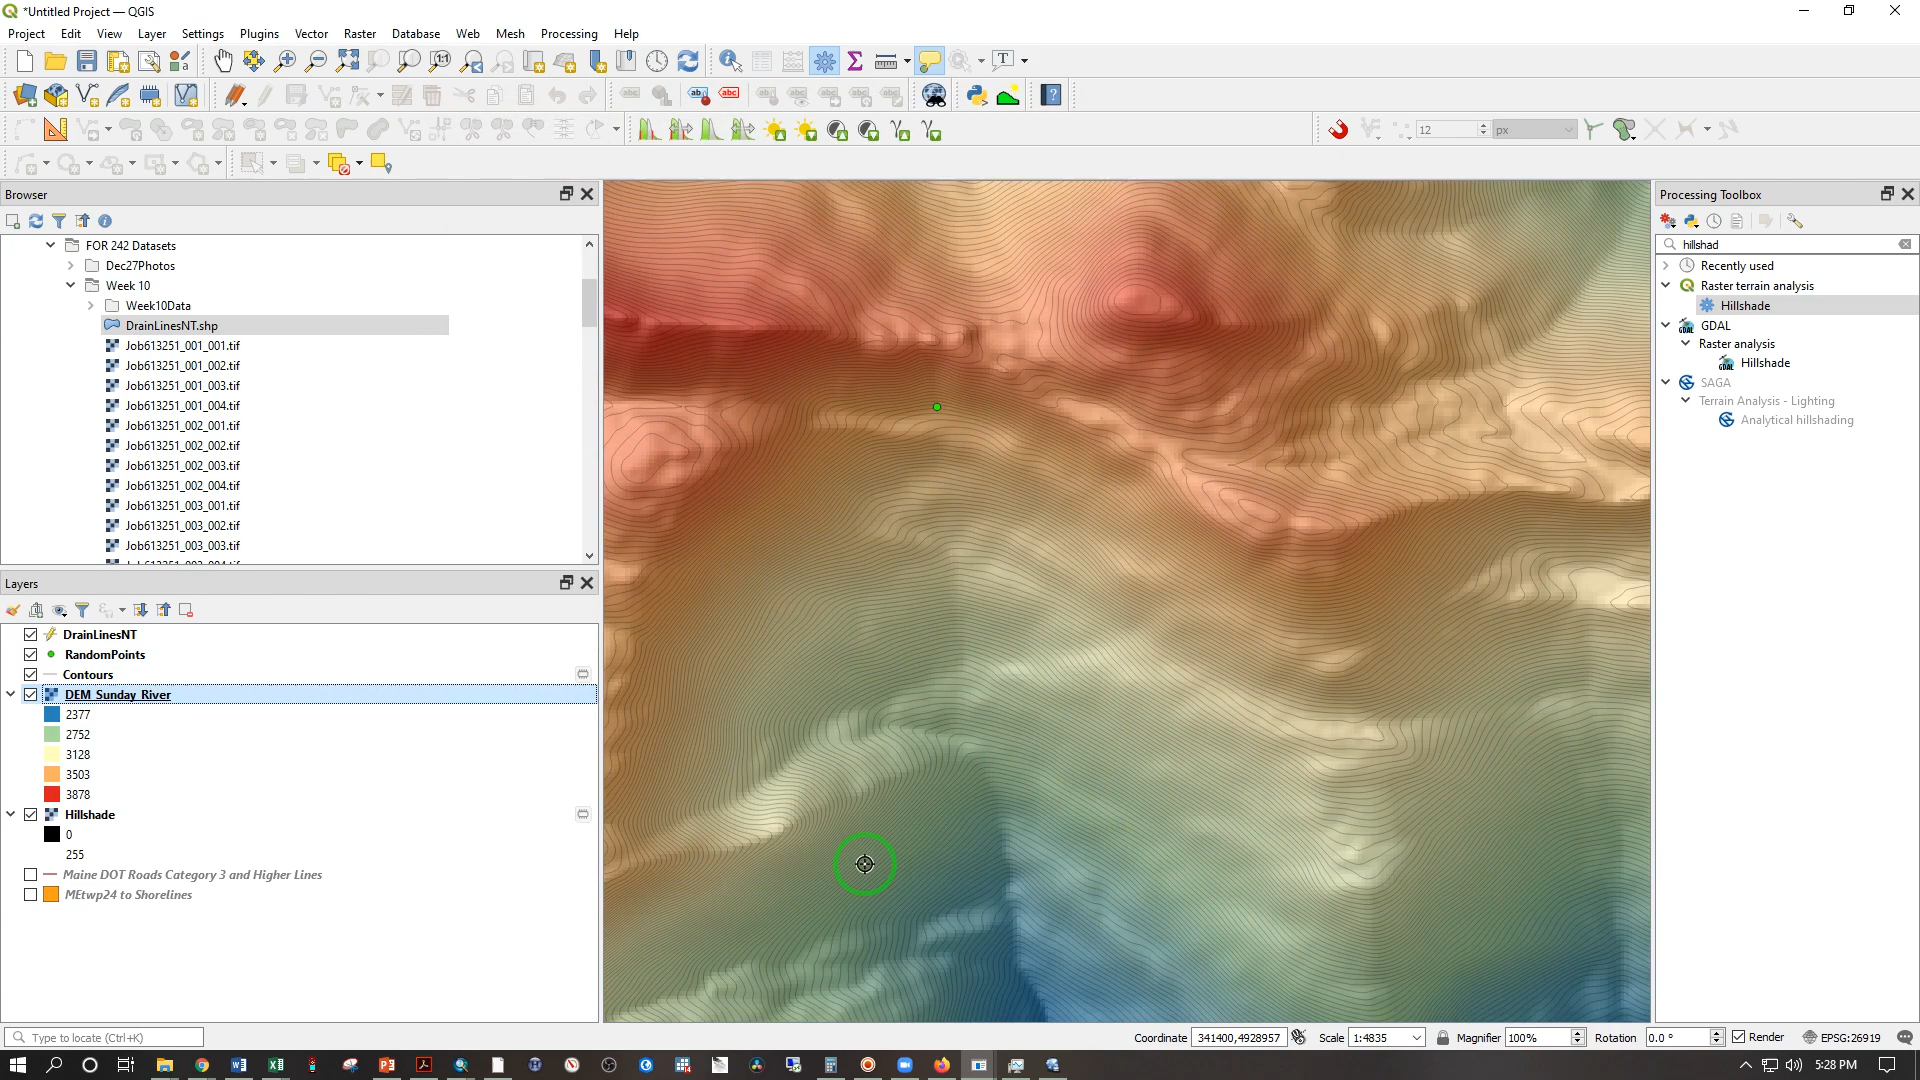 *Untitled Project — QGIS
Project Edit View Layer Settings Plugins Vector Raster Database Web Mesh Processing Help
12 px
Browser
FOR 242 Datasets
Dec27Photos
Week 10
Week10Data
DrainLinesNT.shp
Job613251_001_001.tif
Job613251_001_002.tif
Job613251_001_003.tif
Job613251_001_004.tif
Job613251_002_001.tif
Job613251_002_002.tif
Job613251_002_003.tif
Job613251_002_004.tif
Job613251_003_001.tif
Job613251_003_002.tif
Job613251_003_003.tif
Layers
DrainLinesNT
RandomPoints
Contours
DEM_Sunday_River
2377
2752
3128
3503
3878
Hillshade
0
255
Maine DOT Roads Category 3 and Higher Lines
MEtwp24 to Shorelines
Processing Toolbox
hillshad
Recently used
Raster terrain analysis
Hillshade
GDAL
Raster analysis
Hillshade
SAGA
Terrain Analysis - Lighting
Analytical hillshading
Type to locate (Ctrl+K)
Coordinate 341400,4928957 Scale 1:4835 Magnifier 100% Rotation 0.0 ° Render EPSG:26919
5:28 PM